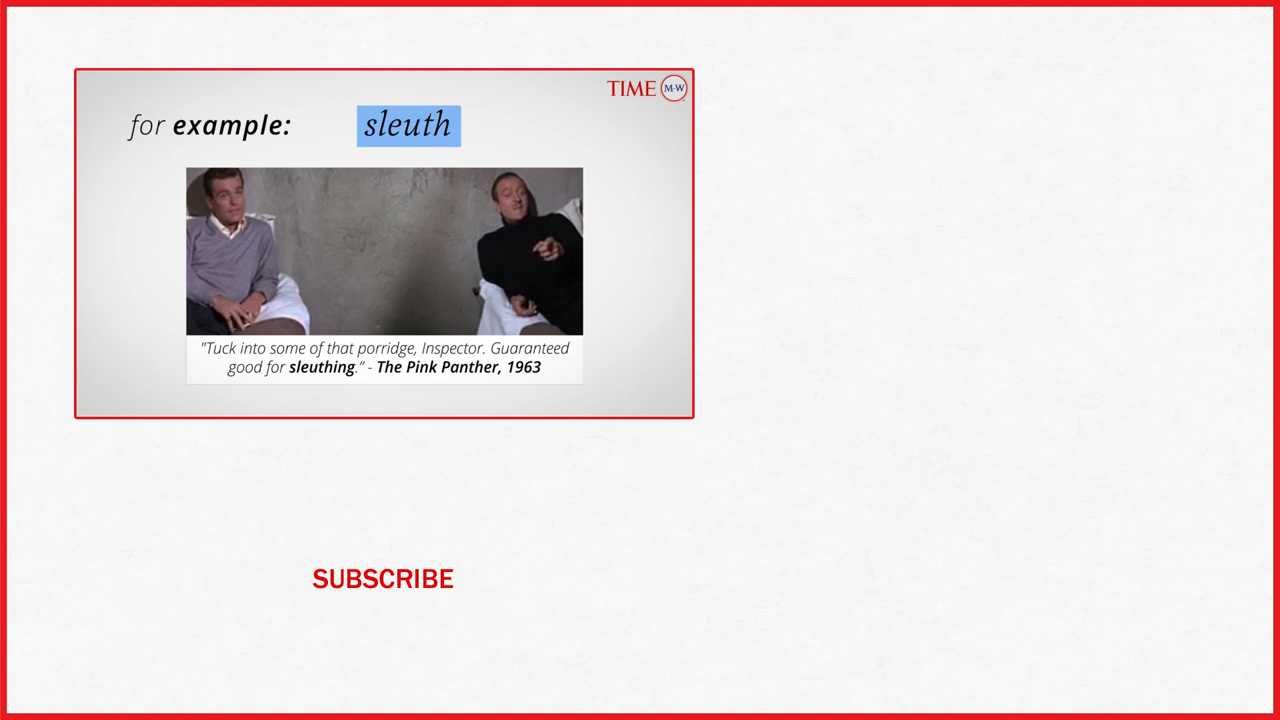 TIME M-W
for example: sleuth
"Tuck into some of that porridge, Inspector. Guaranteed
good for sleuthing.” - The Pink Panther, 1963
SUBSCRIBE